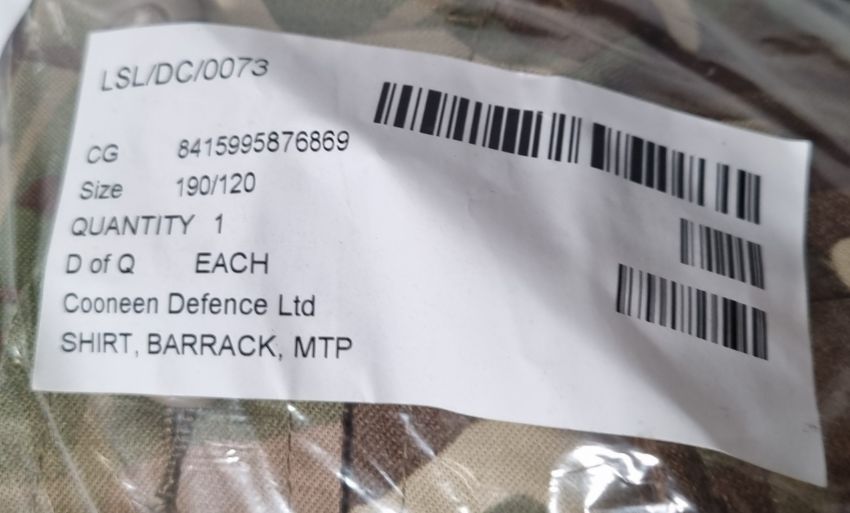 LSL/DC/0073
CG 8415995876869
Size 190/120
QUANTITY 1
D of Q EACH
Cooneen Defence Ltd
SHIRT, BARRACK, MTP